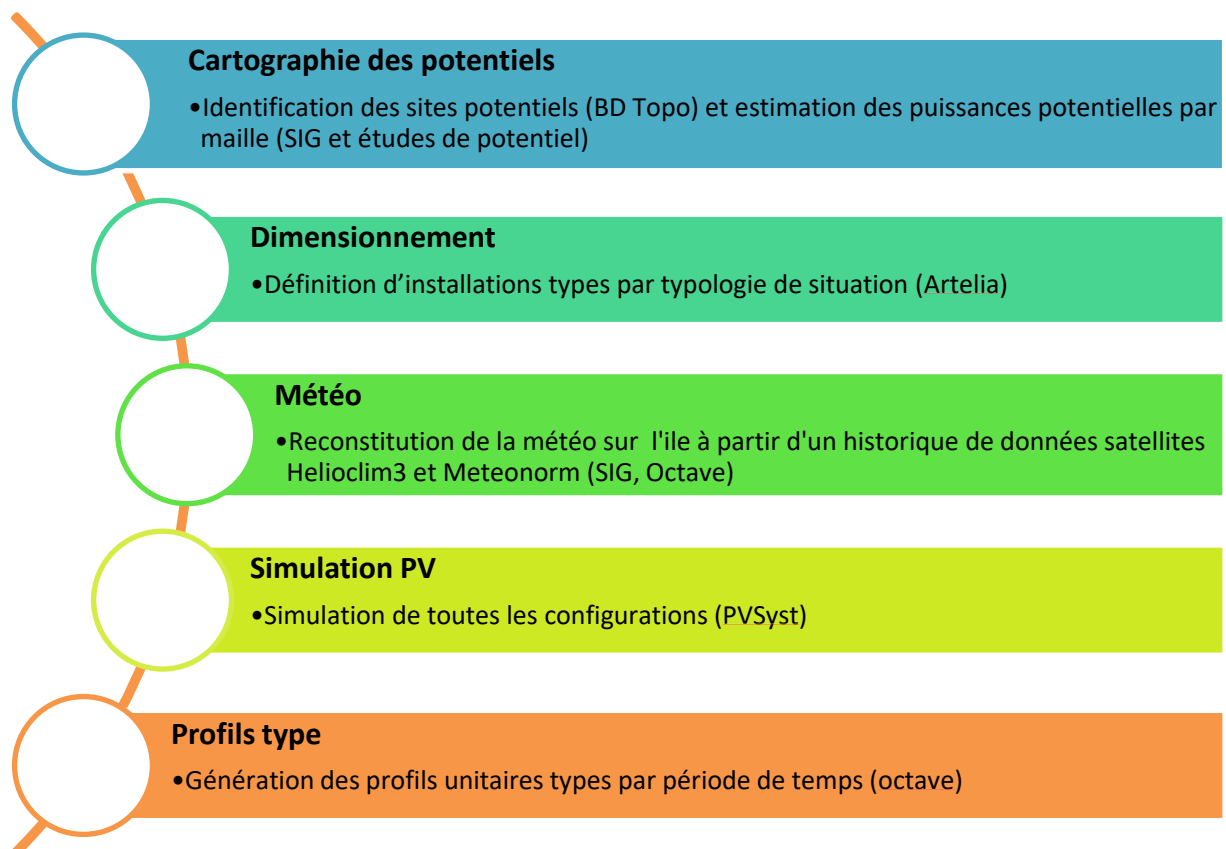 Cartographie des potentiels
•Identification des sites potentiels (BD Topo) et estimation des puissances potentielles par
maille (SIG et études de potentiel)
Dimensionnement
•Définition d’installations types par typologie de situation (Artelia)
Météo
•Reconstitution de la météo sur  l'ile à partir d'un historique de données satellites
Helioclim3 et Meteonorm (SIG, Octave)
Simulation PV
•Simulation de toutes les configurations (PVSyst)
Profils type
•Génération des profils unitaires types par période de temps (octave)